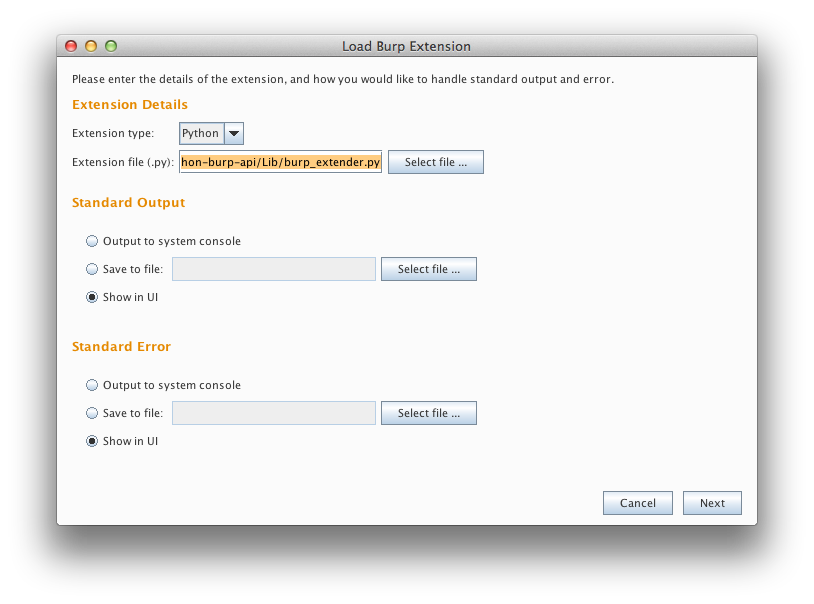 Load Burp Extension
Please enter the details of the extension, and how you would like to handle standard output and error.
Extension Details
Extension type: Python
Extension file (.py): hon-burp-api/Lib/burp_extender.py Select file ...
Standard Output
Output to system console
Save to file: Select file ...
Show in UI
Standard Error
Output to system console
Save to file: Select file ...
Show in UI
Cancel Next